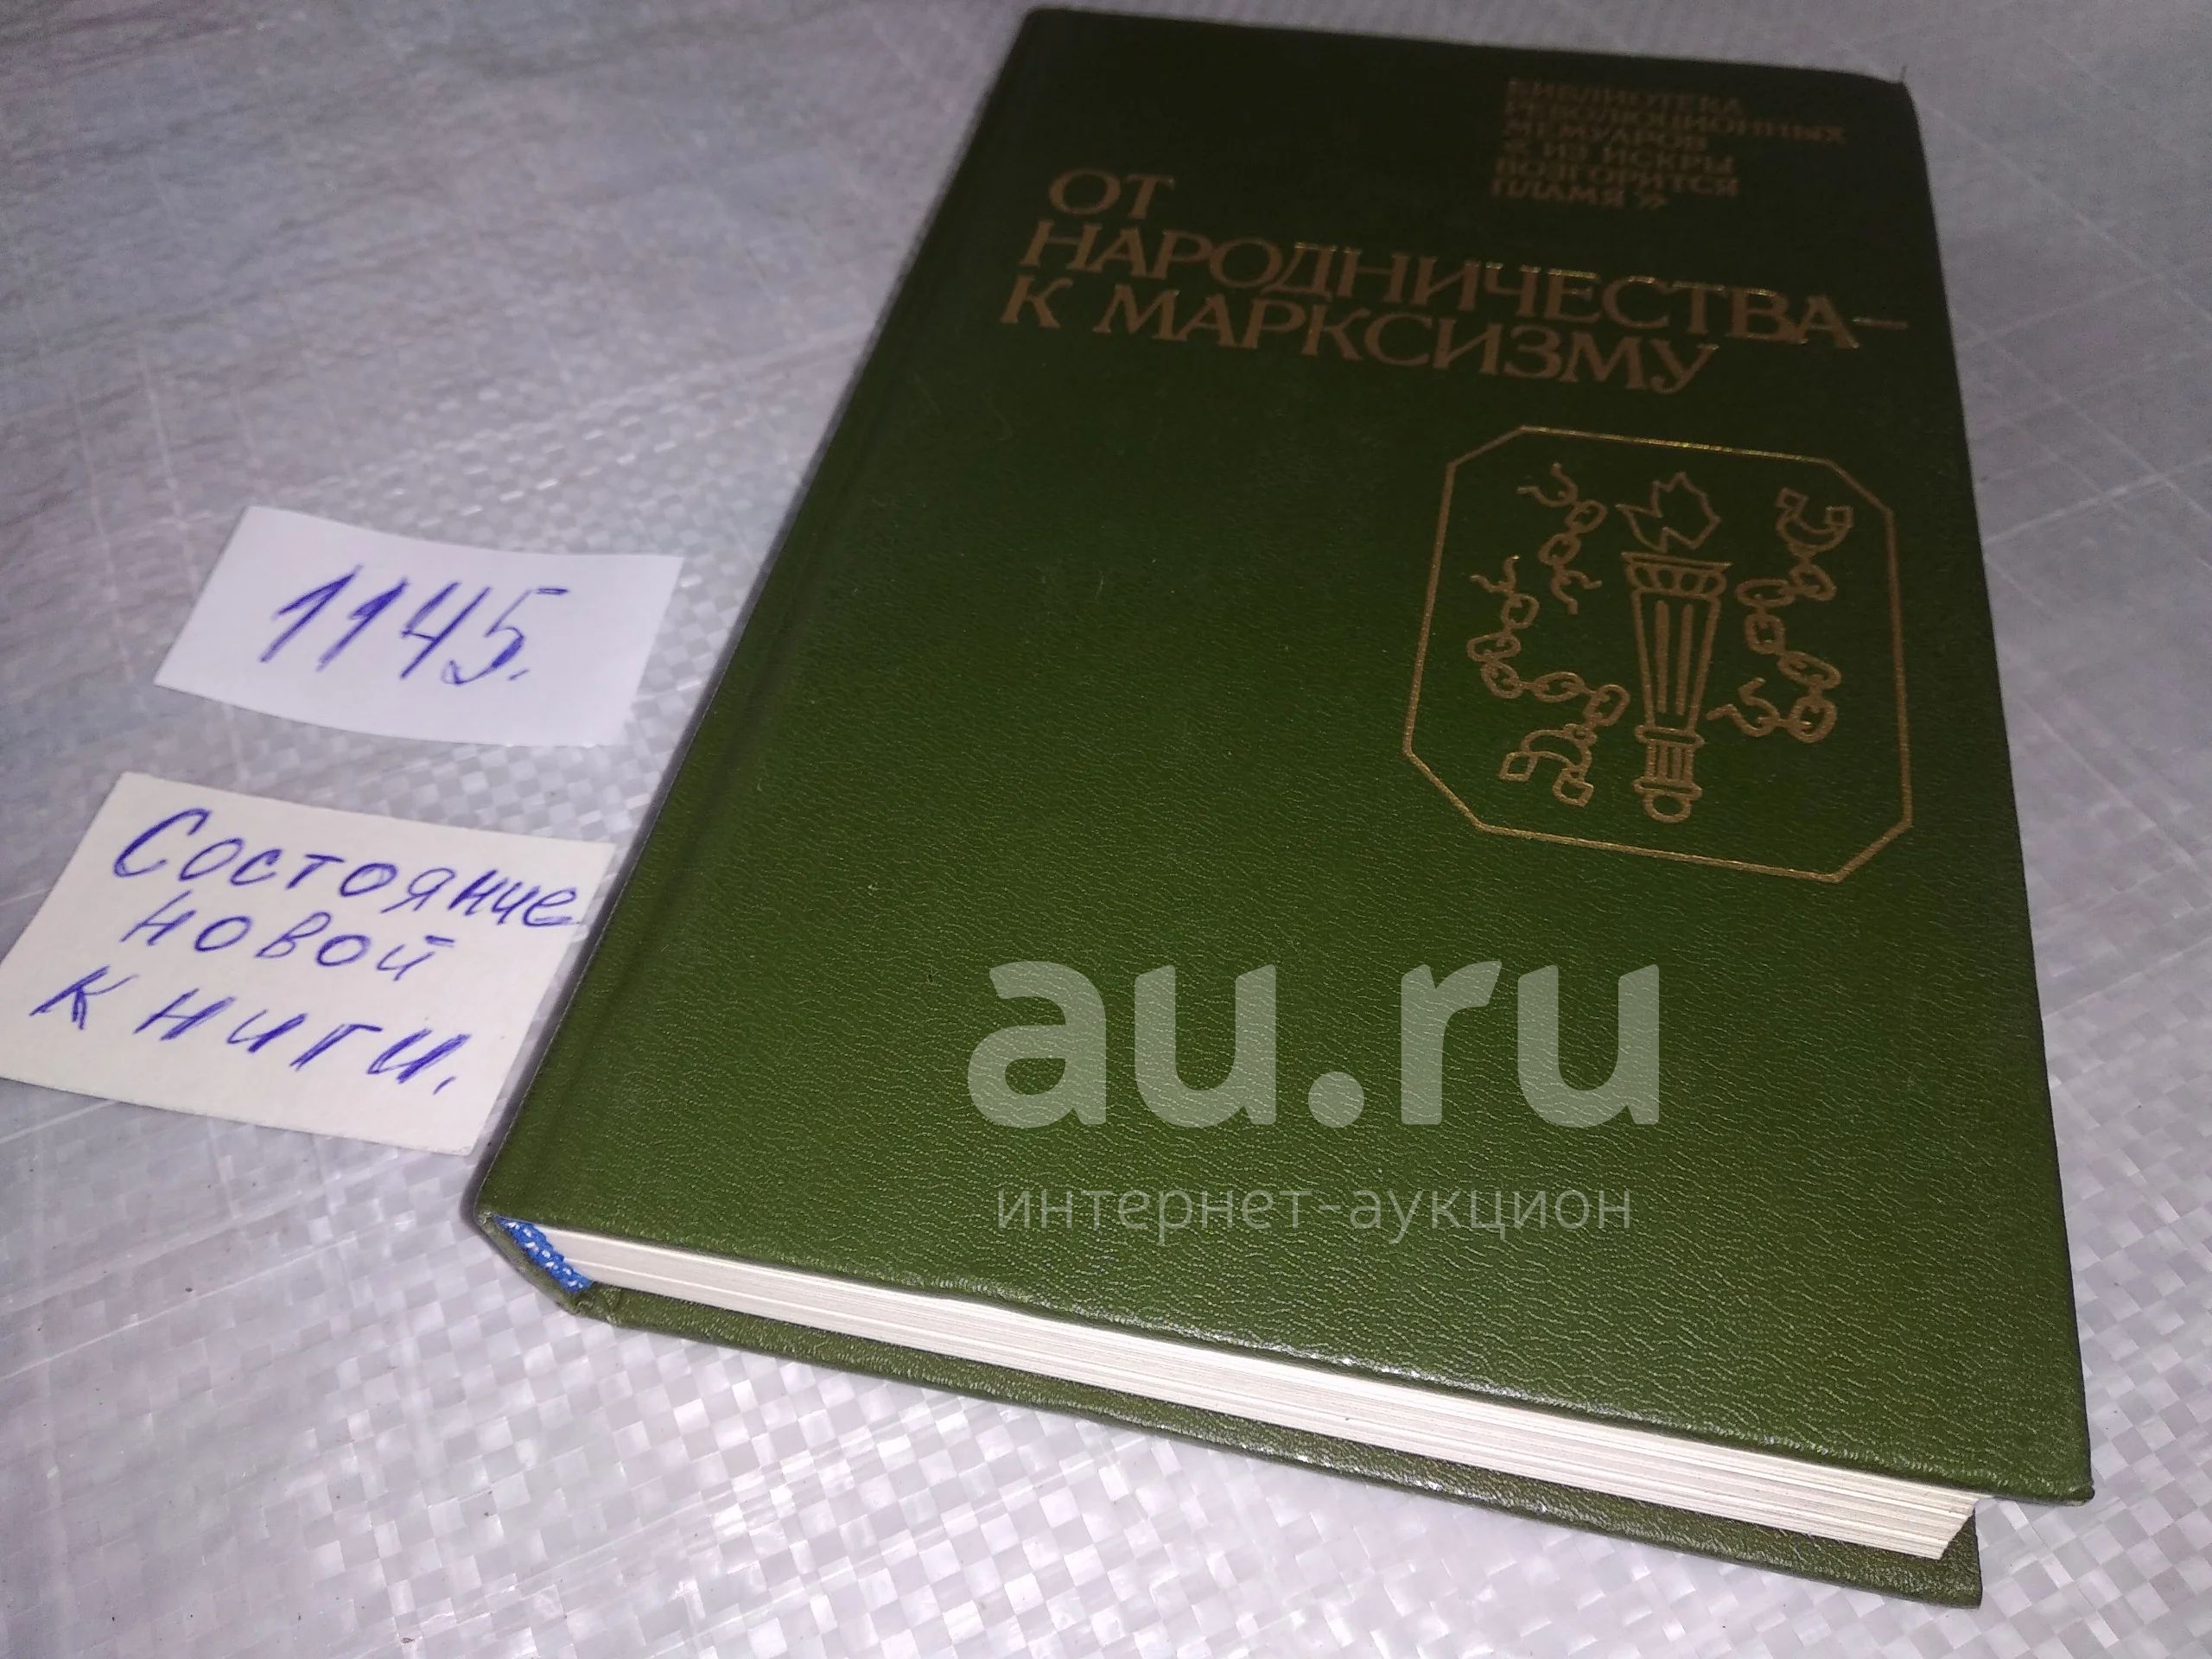 БИБЛИОТЕКА
РЕВОЛЮЦИОННЫХ
МЕМУАРОВ
«ИЗ ИСКРЫ
ВОЗГОРИТСЯ
ПЛАМЯ»
ОТ
НАРОДНИЧЕСТВА–
К МАРКСИЗМУ
1145.
Состояние
новой
книги.
au.ru
интернет-аукцион